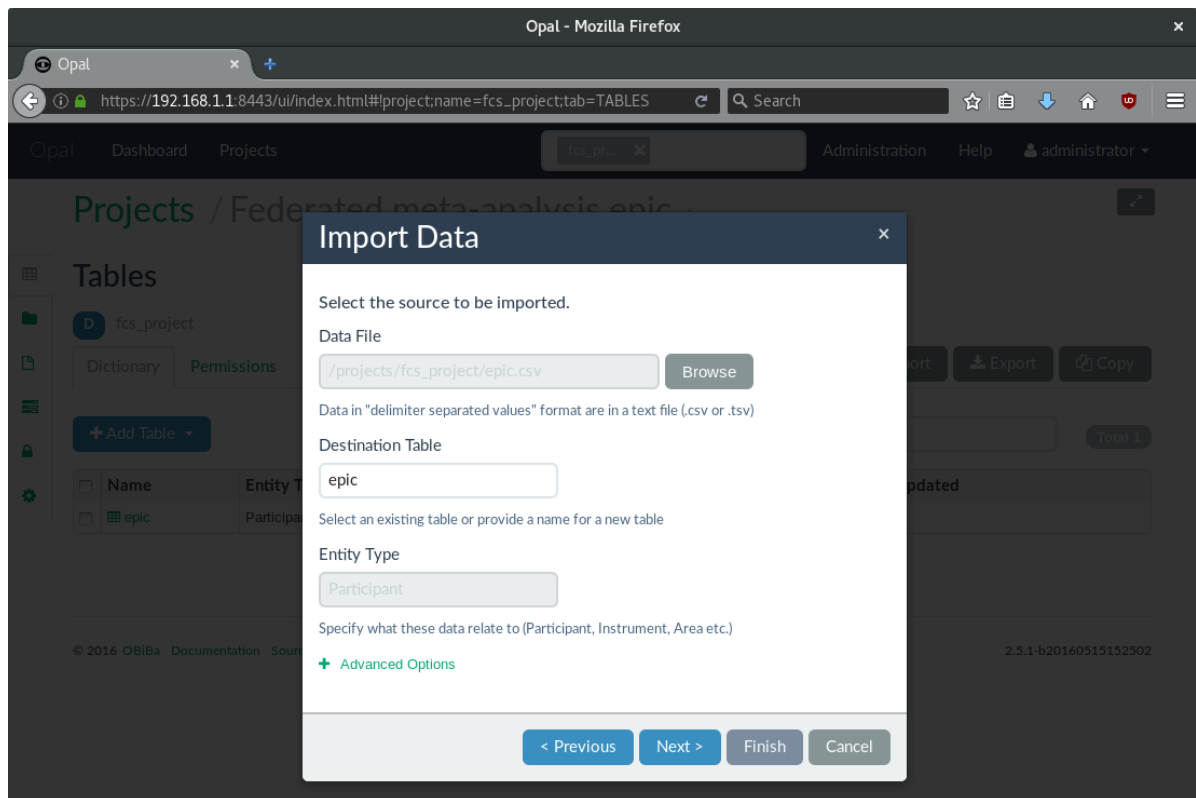 Opal - Mozilla Firefox
Opal
https://192.168.1.1:8443/ui/index.html#!project;name=fcs_project;tab=TABLES
Search
Opal Dashboard Projects fcs_pr... Administration Help administrator
Projects / Federated meta-analysis epic
Import Data
Tables
Select the source to be imported.
D fcs_project
Data File
Dictionary Permissions
/projects/fcs_project/epic.csv Browse
Export Copy
Data in "delimiter separated values" format are in a text file (.csv or .tsv)
Add Table
Destination Table
Total 1
epic
Name Entity T pdated
Select an existing table or provide a name for a new table
epic Participa
Entity Type
Participant
Specify what these data relate to (Participant, Instrument, Area etc.)
© 2016 OBiBa Documentation Sour
2.5.1-b20160515152502
Advanced Options
< Previous Next > Finish Cancel